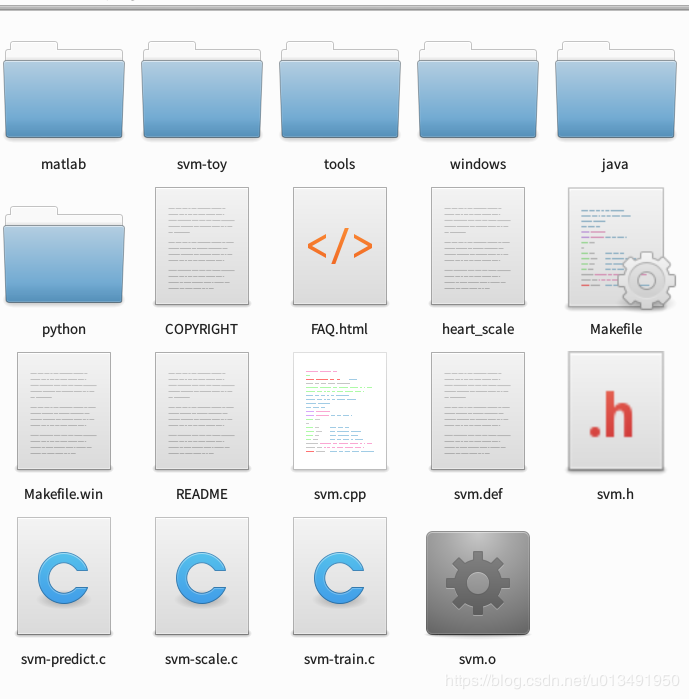 matlab svm-toy tools windows java
python COPYRIGHT FAQ.html heart_scale Makefile
.h
Makefile.win README svm.cpp svm.def svm.h
svm-predict.c svm-scale.c svm-train.c svm.o
https://blog.csdn.net/u013491950